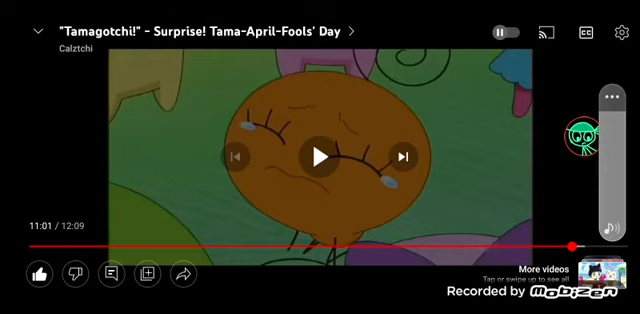 "Tamagotchi!" – Surprise! Tama-April-Fools' Day
Calztchi
CC
11:01 / 12:09
More videos
Tap or swipe up to see all
Recorded by Mobizen